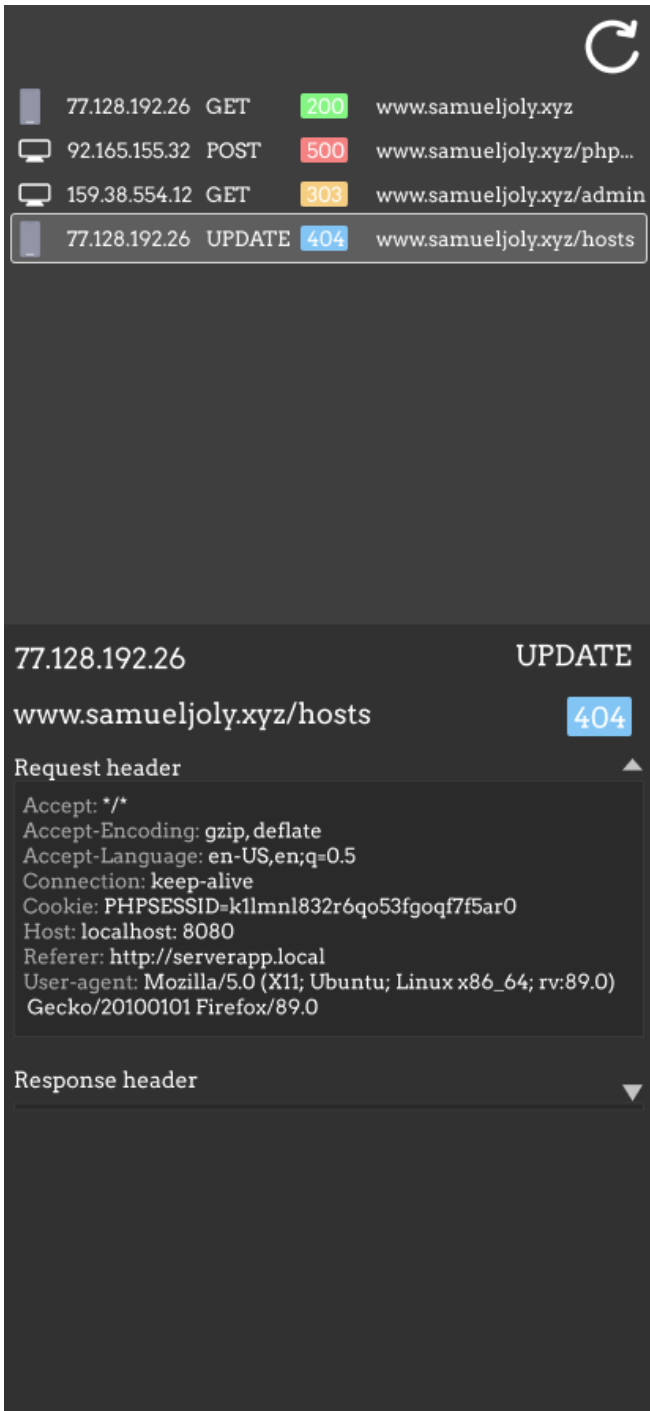 77.128.192.26 GET 200 www.samueljoly.xyz
92.165.155.32 POST 500 www.samueljoly.xyz/php...
159.38.554.12 GET 303 www.samueljoly.xyz/admin
77.128.192.26 UPDATE 404 www.samueljoly.xyz/hosts
77.128.192.26 UPDATE
www.samueljoly.xyz/hosts 404
Request header
Accept: */*
Accept-Encoding: gzip, deflate
Accept-Language: en-US,en;q=0.5
Connection: keep-alive
Cookie: PHPSESSID=k1lmnl832r6qo53fgoqf7f5ar0
Host: localhost: 8080
Referer: http://serverapp.local
User-agent: Mozilla/5.0 (X11; Ubuntu; Linux x86_64; rv:89.0)
Gecko/20100101 Firefox/89.0
Response header